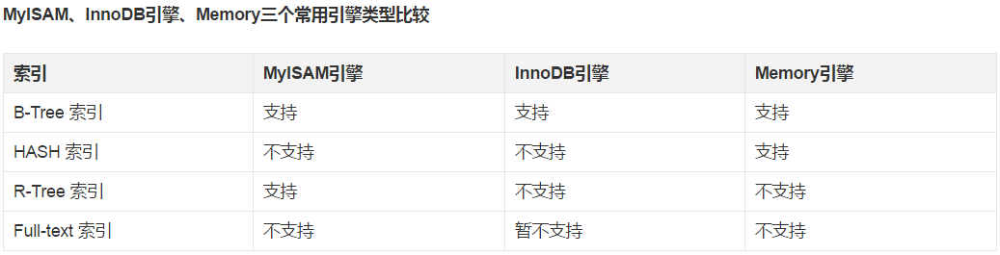 MyISAM、InnoDB引擎、Memory三个常用引擎类型比较
索引 MyISAM引擎 InnoDB引擎 Memory引擎
B-Tree 索引 支持 支持 支持
HASH 索引 不支持 不支持 支持
R-Tree 索引 支持 不支持 不支持
Full-text 索引 不支持 暂不支持 不支持